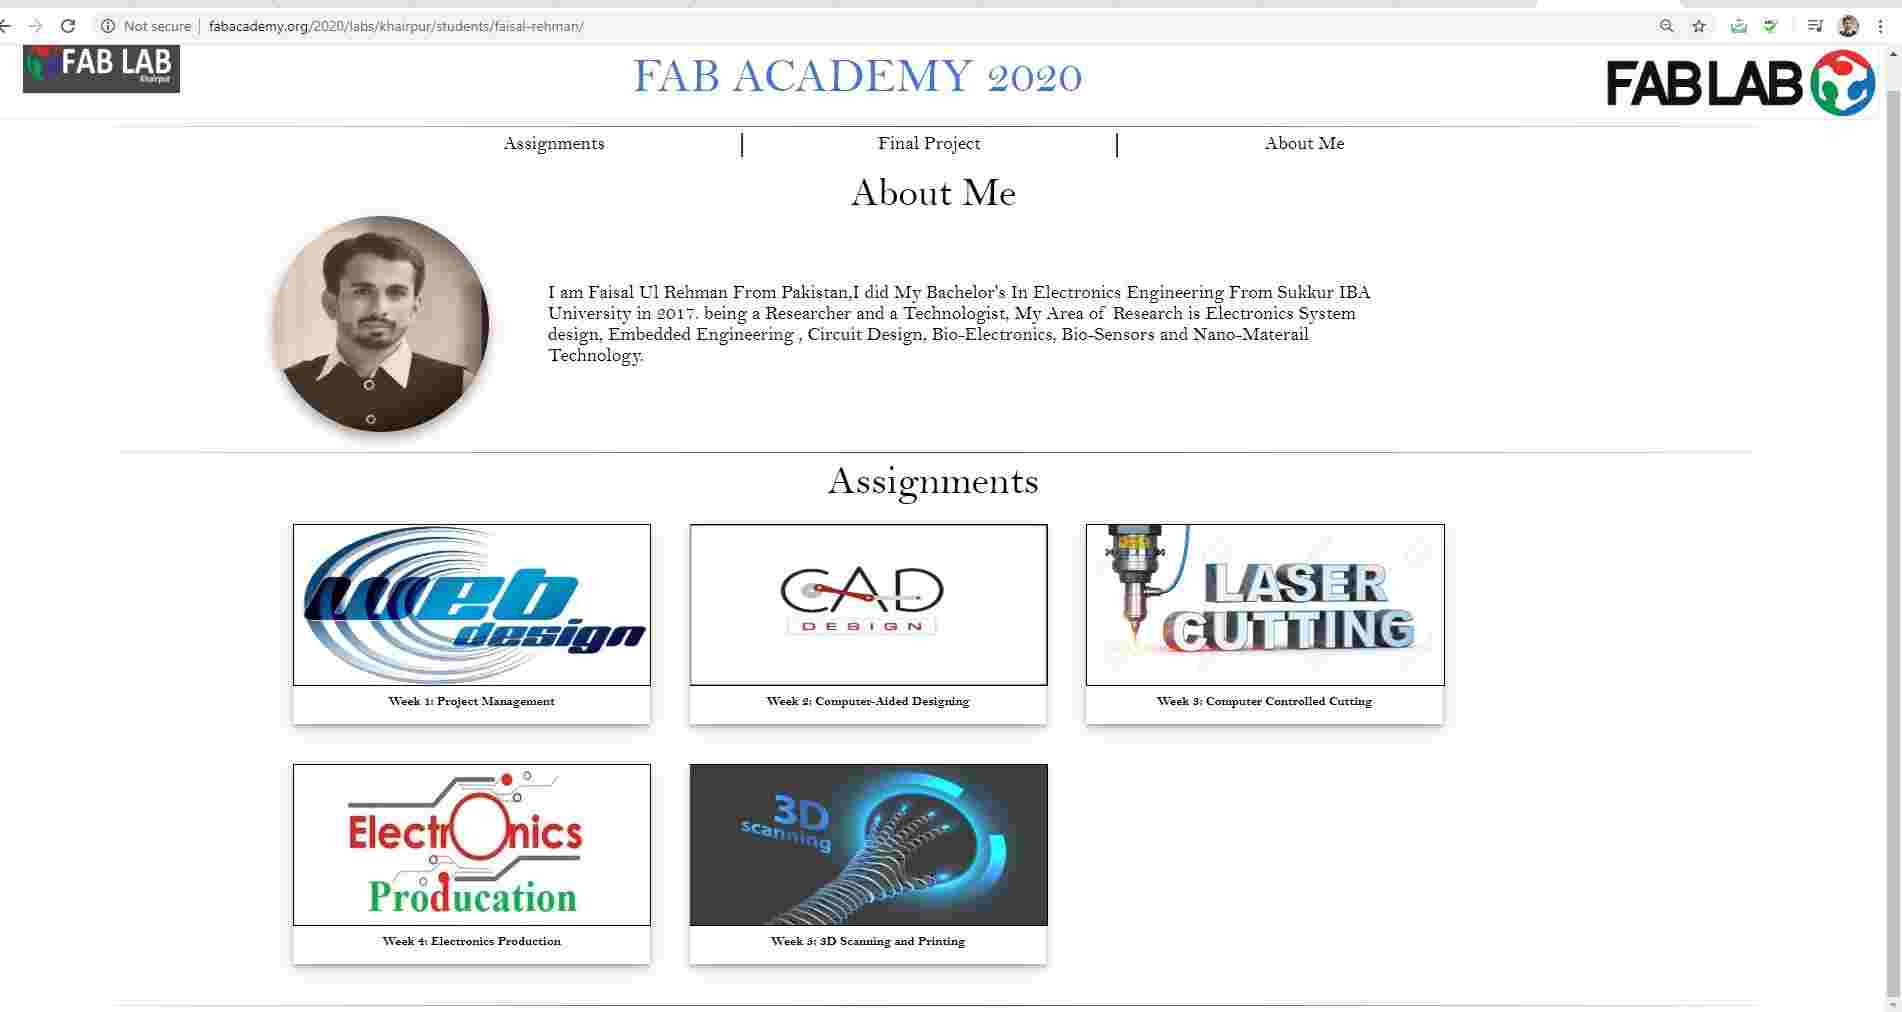 Not secure | fabacademy.org/2020/labs/khairpur/students/faisal-rehman/
FAB LAB
Khairpur
FAB ACADEMY 2020
FAB LAB
Assignments
Final Project
About Me
About Me
I am Faisal Ul Rehman From Pakistan,I did My Bachelor's In Electronics Engineering From Sukkur IBA
University in 2017. being a Researcher and a Technologist, My Area of Research is Electronics System
design, Embedded Engineering , Circuit Design, Bio-Electronics, Bio-Sensors and Nano-Materail
Technology.
Assignments
web
design
CAD
DESIGN
LASER
CUTTING
Week 1: Project Management
Week 2: Computer-Aided Designing
Week 3: Computer Controlled Cutting
Electronics
Producation
3D
scanning
Week 4: Electronics Production
Week 5: 3D Scanning and Printing